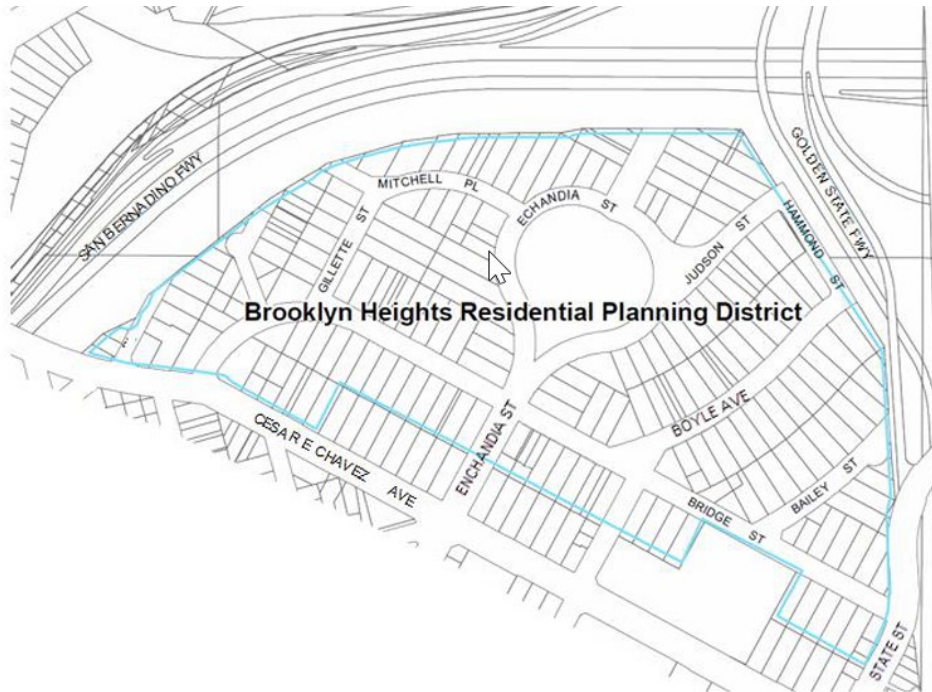 SAN BERNADINO FWY
GOLDEN STATE FWY
MITCHELL PL
ECHANDIA ST
HAMMOND ST
GILLETTE ST
JUDSON ST
Brooklyn Heights Residential Planning District
BOYLE AVE
CESAR E CHAVEZ AVE
ENCHANDIA ST
BAILEY ST
BRIDGE ST
STATE ST